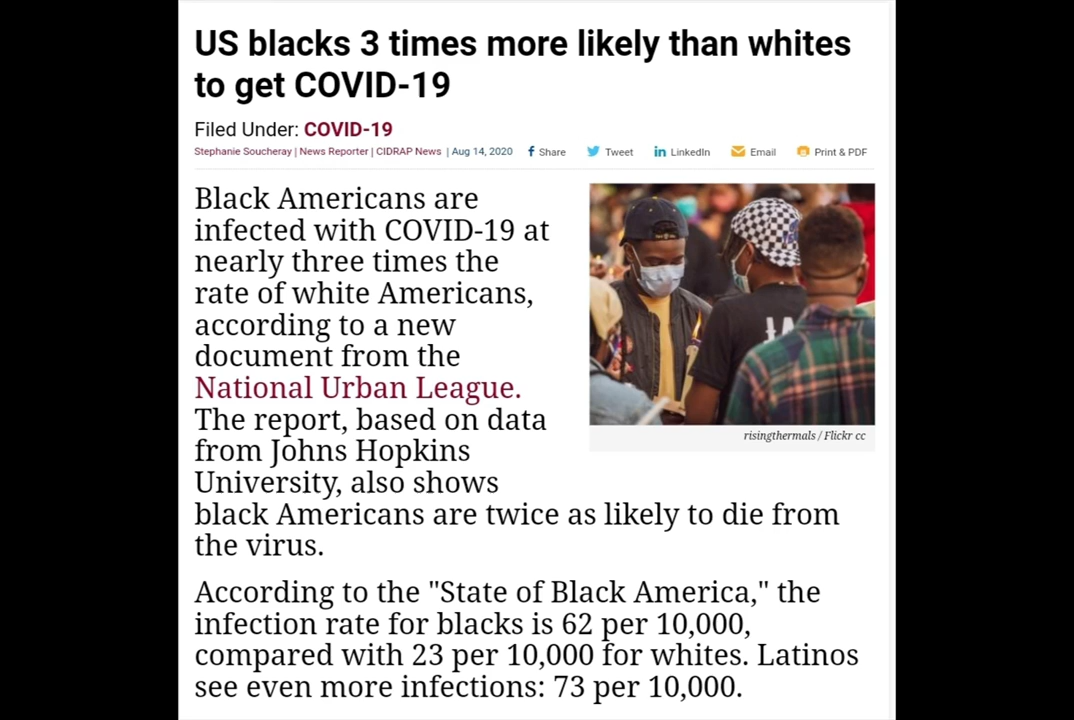 US blacks 3 times more likely than whites
to get COVID-19
Filed Under: COVID-19
Stephanie Soucheray | News Reporter | CIDRAP News | Aug 14, 2020 f Share Tweet in LinkedIn Email Print & PDF
Black Americans are
infected with COVID-19 at
nearly three times the
rate of white Americans,
according to a new
document from the
National Urban League.
The report, based on data
from Johns Hopkins
University, also shows
risingthermals / Flickr cc
black Americans are twice as likely to die from
the virus.
According to the "State of Black America," the
infection rate for blacks is 62 per 10,000,
compared with 23 per 10,000 for whites. Latinos
see even more infections: 73 per 10,000.